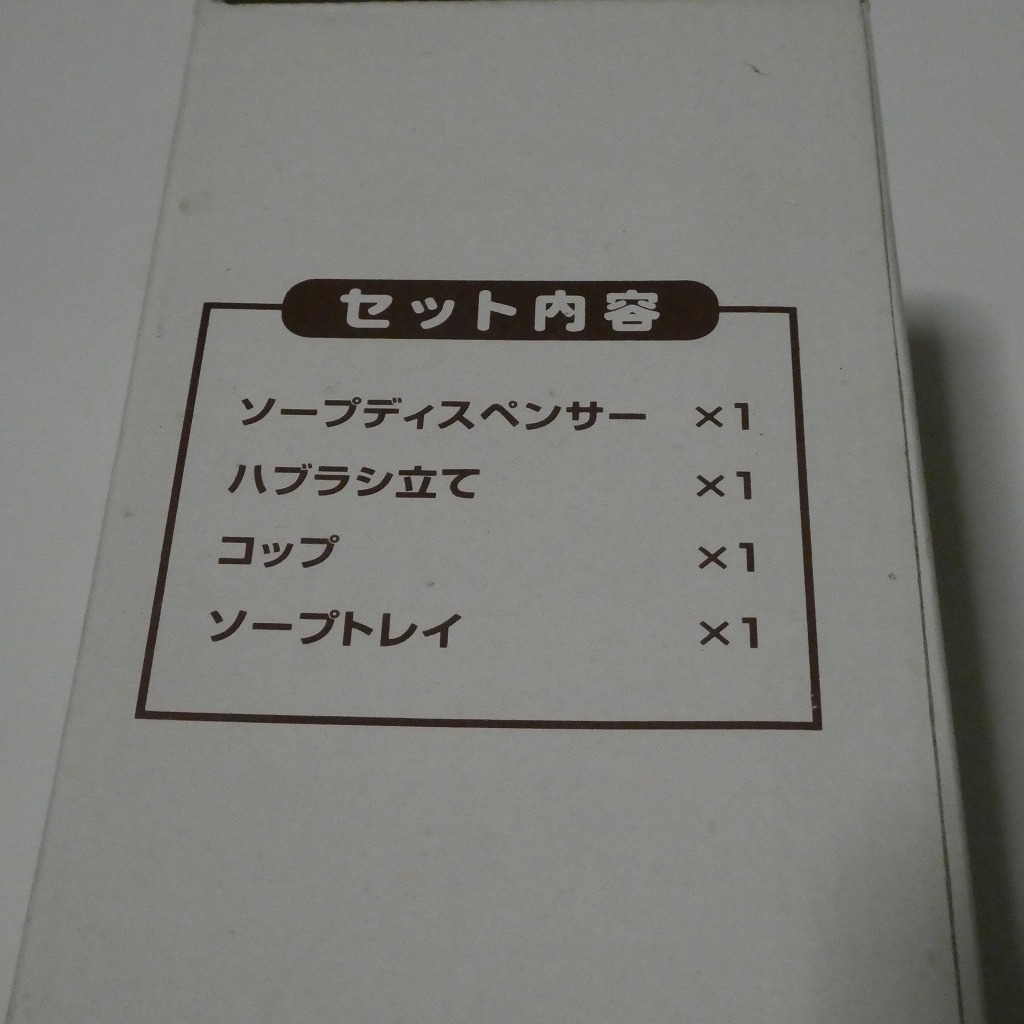 セット内容
ソープディスペンサー ×1
ハブラシ立て ×1
コップ ×1
ソープトレイ ×1